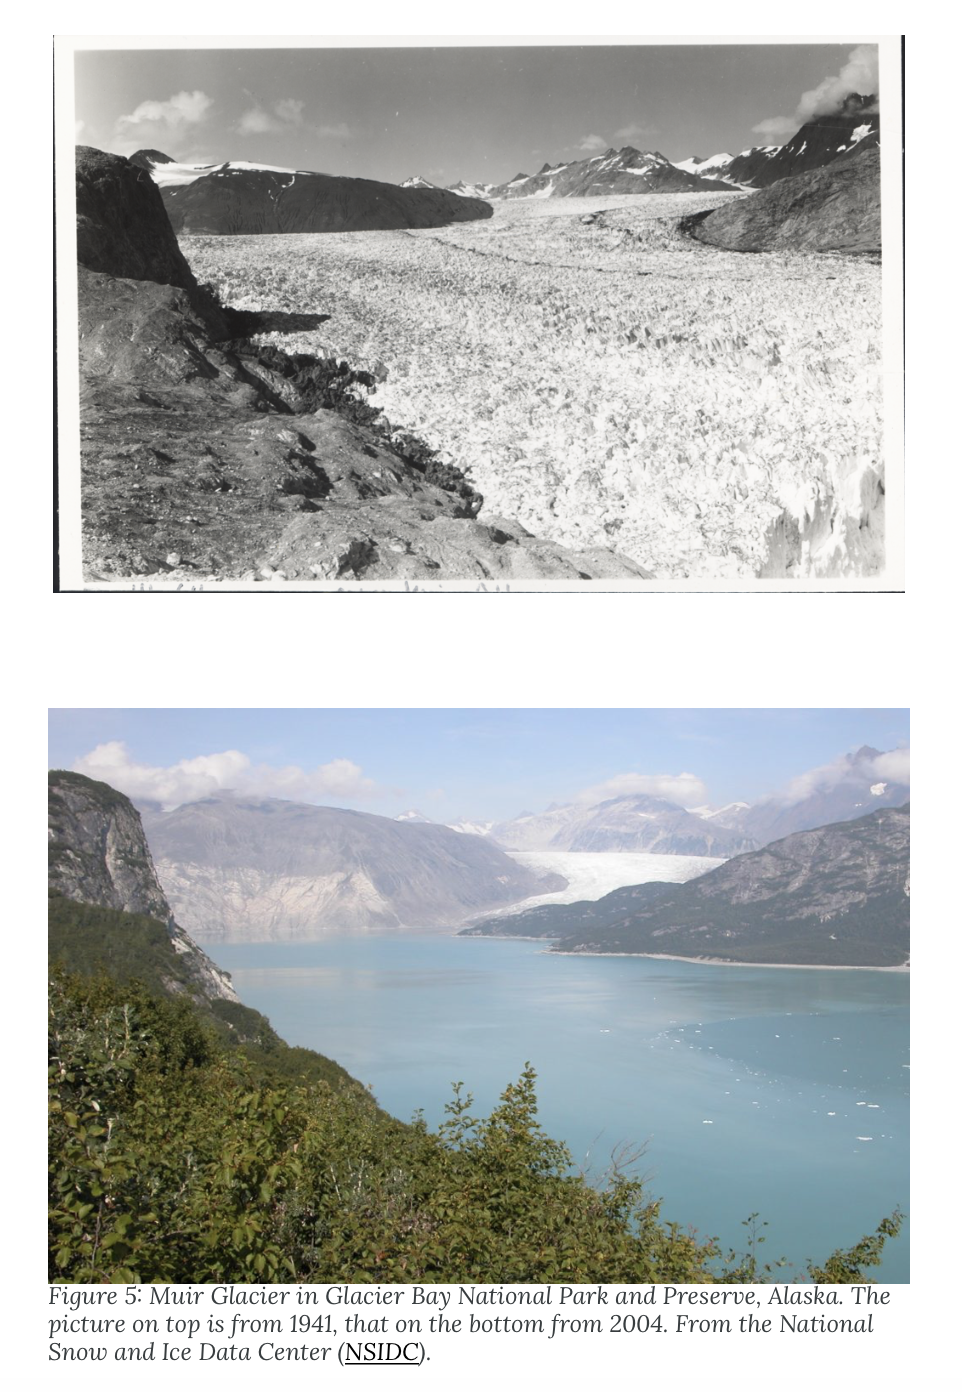 Figure 5: Muir Glacier in Glacier Bay National Park and Preserve, Alaska. The
picture on top is from 1941, that on the bottom from 2004. From the National
Snow and Ice Data Center (NSIDC).